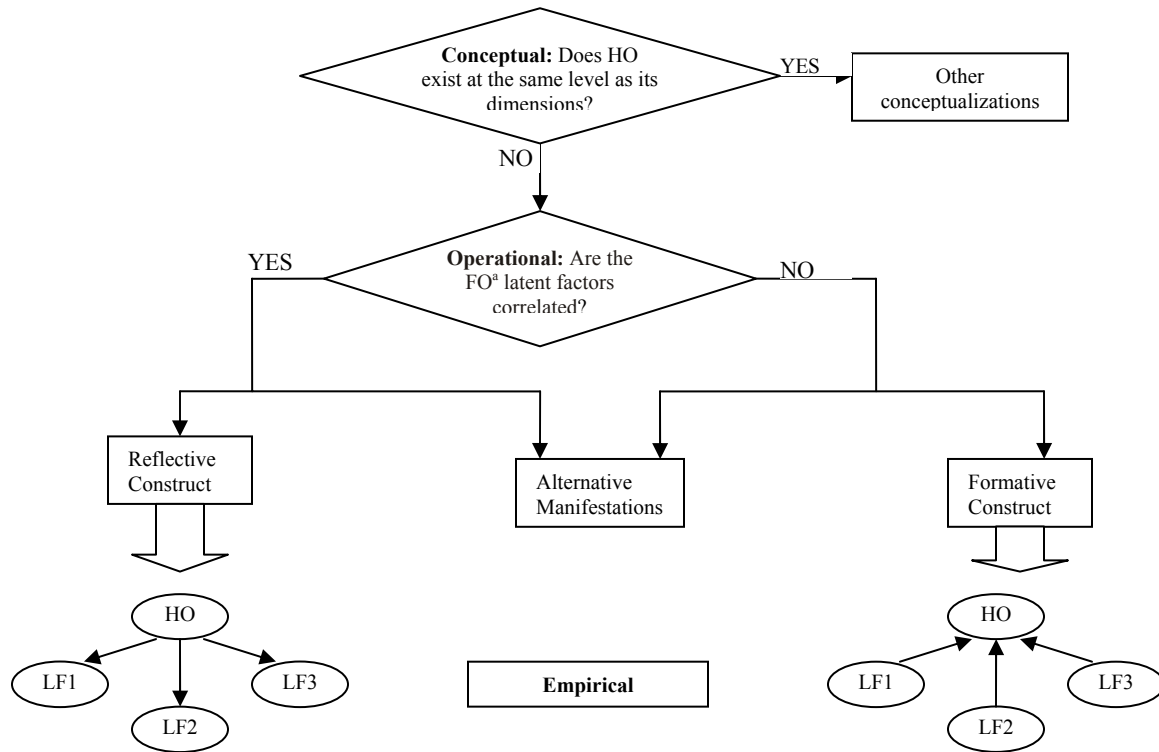 Conceptual: Does HO
exist at the same level as its
dimensions?
YES
Other
conceptualizations
NO
Operational: Are the
FOᵃ latent factors
correlated?
YES
NO
Reflective
Construct
Alternative
Manifestations
Formative
Construct
HO
LF1
LF2
LF3
Empirical
HO
LF1
LF2
LF3